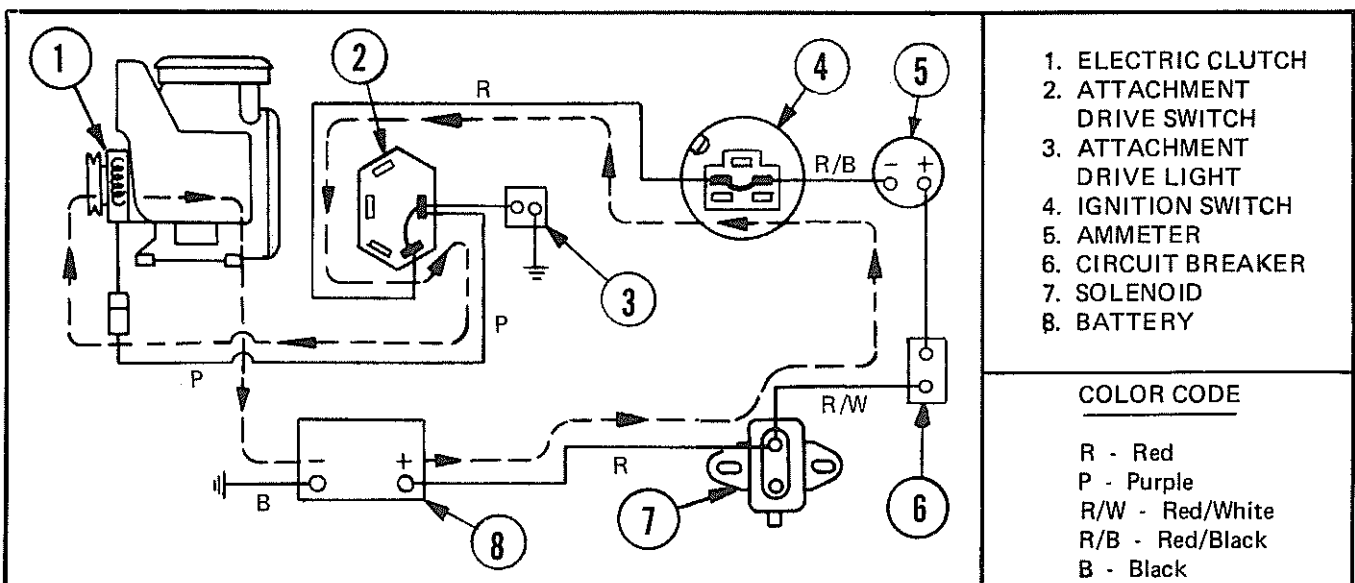 1
2
R
4
5
R/B
- +
3
P
P
R/W
- +
R
B
7
6
8
1. ELECTRIC CLUTCH
2. ATTACHMENT
DRIVE SWITCH
3. ATTACHMENT
DRIVE LIGHT
4. IGNITION SWITCH
5. AMMETER
6. CIRCUIT BREAKER
7. SOLENOID
8. BATTERY
COLOR CODE
R - Red
P - Purple
R/W - Red/White
R/B - Red/Black
B - Black